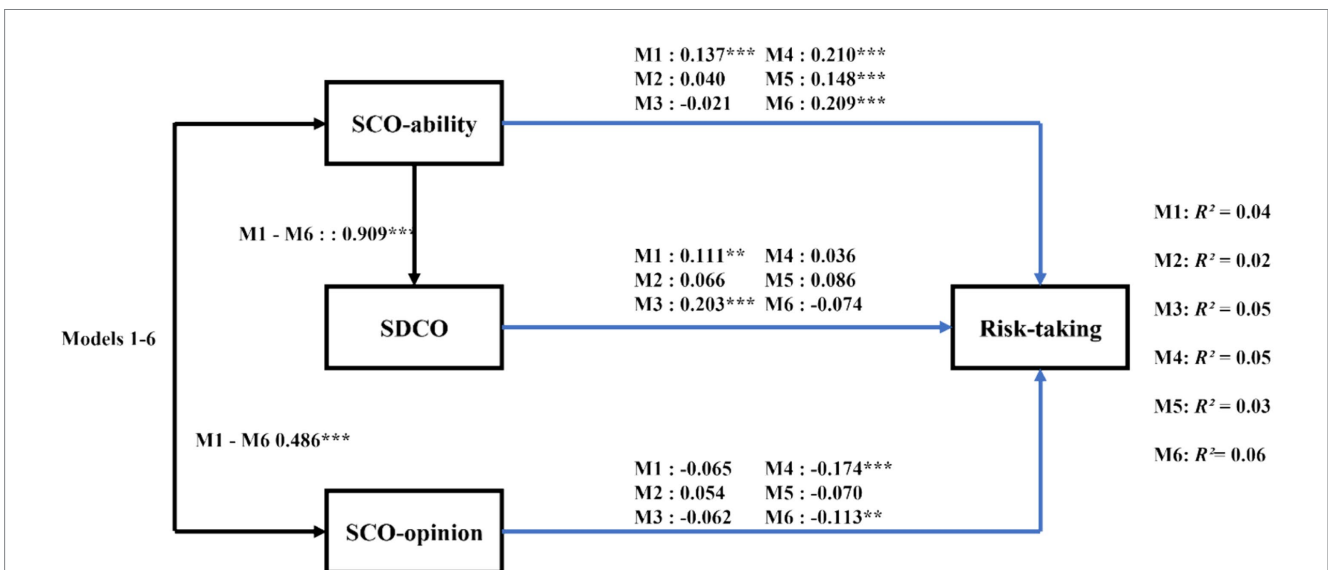 M1 : 0.137*** M4 : 0.210***
M2 : 0.040 M5 : 0.148***
M3 : -0.021 M6 : 0.209***
SCO-ability
M1: R² = 0.04
M1 - M6 : : 0.909***
M2: R² = 0.02
M1 : 0.111** M4 : 0.036
M2 : 0.066 M5 : 0.086
M3 : 0.203*** M6 : -0.074
M3: R² = 0.05
SDCO
Risk-taking
Models 1-6
M4: R² = 0.05
M5: R² = 0.03
M1 - M6 0.486***
M6: R²= 0.06
M1 : -0.065 M4 : -0.174***
M2 : 0.054 M5 : -0.070
M3 : -0.062 M6 : -0.113**
SCO-opinion